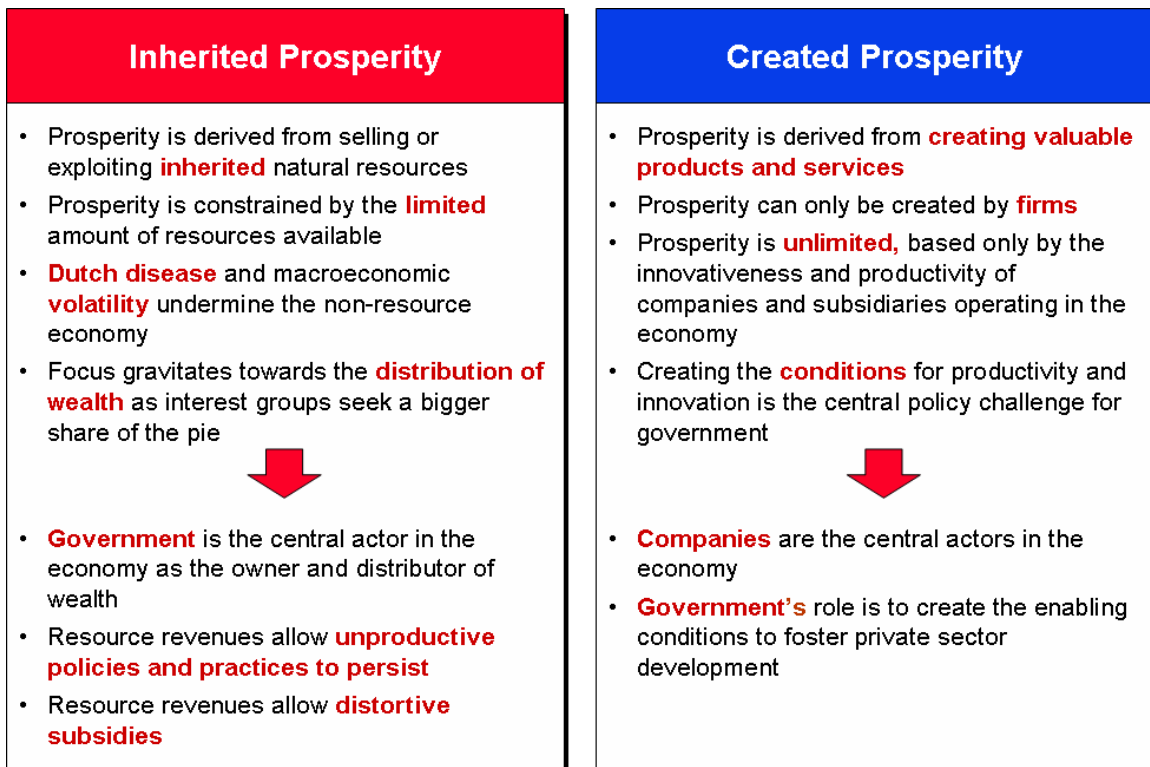 Inherited Prosperity
• Prosperity is derived from selling or
exploiting inherited natural resources
• Prosperity is constrained by the limited
amount of resources available
• Dutch disease and macroeconomic
volatility undermine the non-resource
economy
• Focus gravitates towards the distribution of
wealth as interest groups seek a bigger
share of the pie
• Government is the central actor in the
economy as the owner and distributor of
wealth
• Resource revenues allow unproductive
policies and practices to persist
• Resource revenues allow distortive
subsidies
Created Prosperity
• Prosperity is derived from creating valuable
products and services
• Prosperity can only be created by firms
• Prosperity is unlimited, based only by the
innovativeness and productivity of
companies and subsidiaries operating in the
economy
• Creating the conditions for productivity and
innovation is the central policy challenge for
government
• Companies are the central actors in the
economy
• Government’s role is to create the enabling
conditions to foster private sector
development